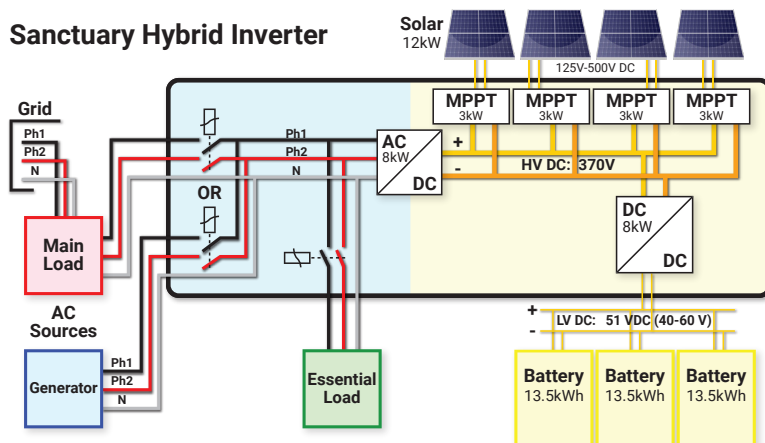 Sanctuary Hybrid Inverter
Solar
12kW
125V-500V DC
MPPT
3kW
MPPT
3kW
MPPT
3kW
MPPT
3kW
Grid
Ph1
Ph2
N
Ph1
Ph2
N
AC
8kW
DC
+
-
HV DC: 370V
OR
Main
Load
DC
8kW
DC
AC
Sources
Ph1
Ph2
N
Generator
Essential
Load
+
-
LV DC: 51 VDC (40-60 V)
Battery
13.5kWh
Battery
13.5kWh
Battery
13.5kWh